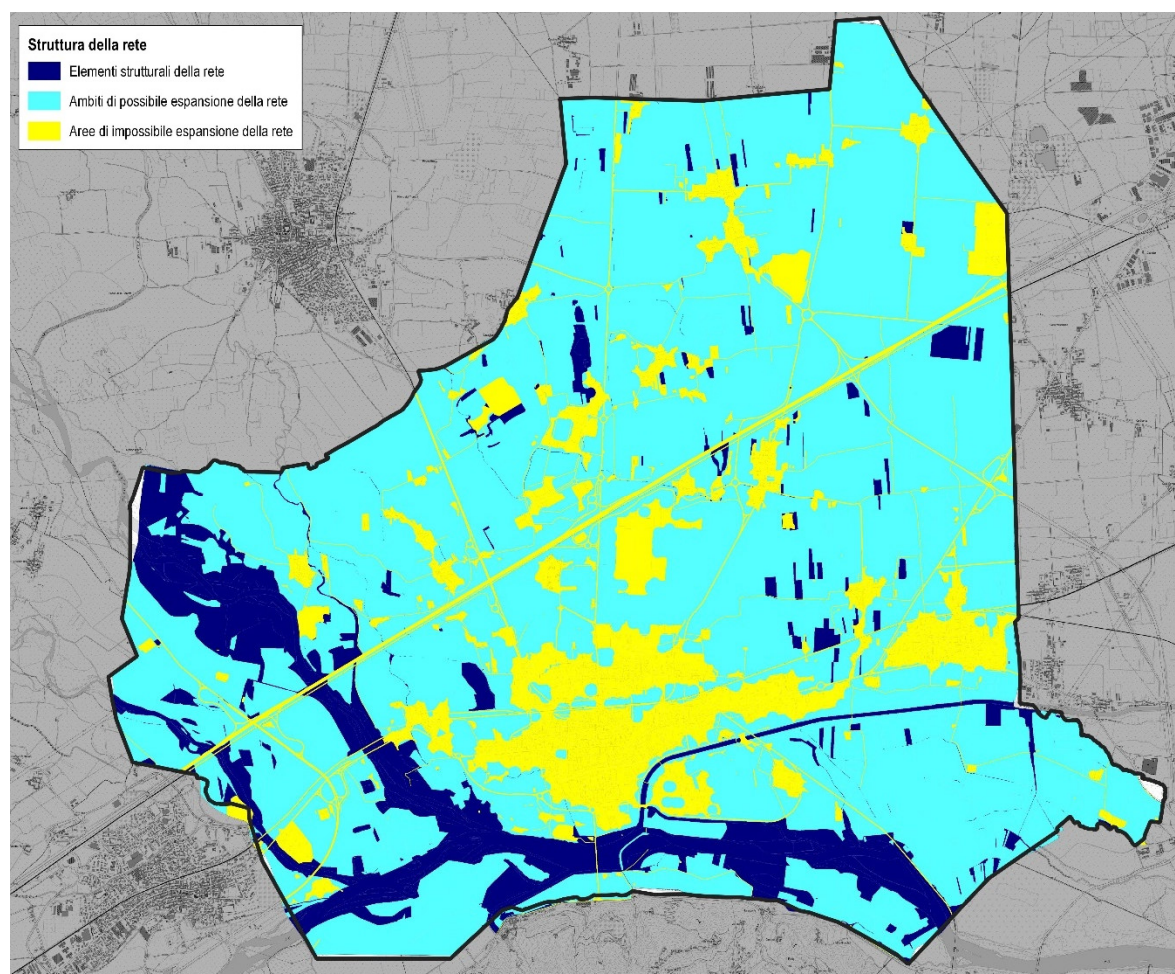 Struttura della rete
Elementi strutturali della rete
Ambiti di possibile espansione della rete
Aree di impossibile espansione della rete